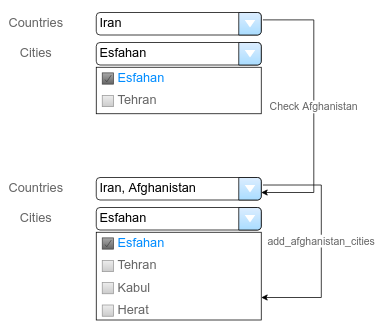 Countries Iran
Cities Esfahan
Esfahan
Tehran
Check Afghanistan
Countries Iran, Afghanistan
Cities Esfahan
Esfahan
add_afghanistan_cities
Tehran
Kabul
Herat